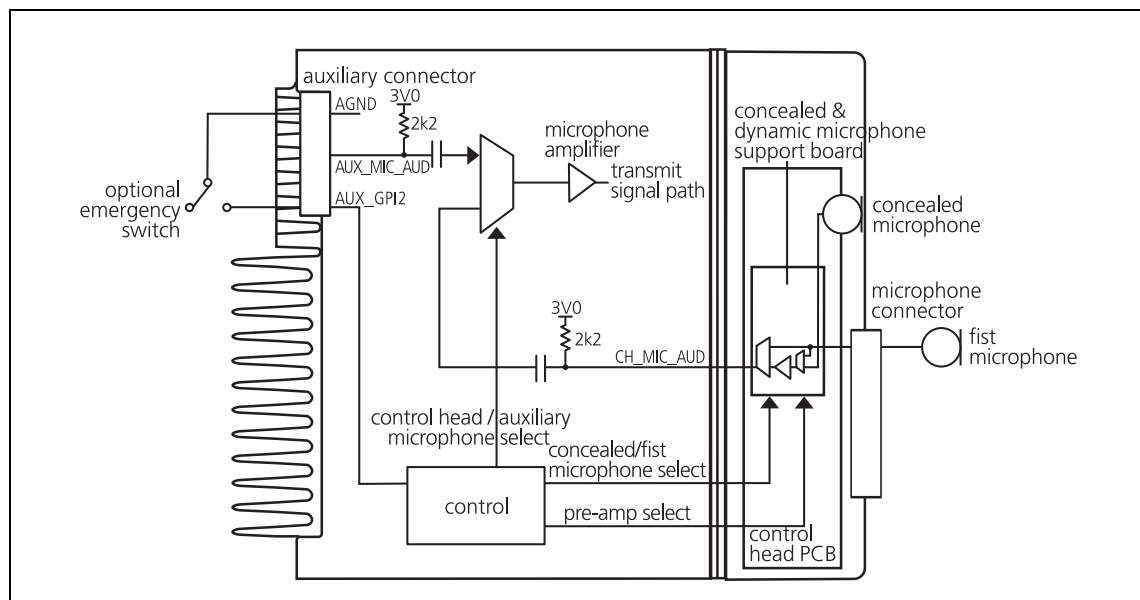 auxiliary connector
AGND
3V0
2k2
AUX_MIC_AUD
AUX_GPI2
optional
emergency
switch
microphone
amplifier
transmit
signal path
concealed &
dynamic microphone
support board
concealed
microphone
microphone
connector
fist
microphone
3V0
2k2
CH_MIC_AUD
control head / auxiliary
microphone select
concealed/fist
microphone select
control
pre-amp select
control
head PCB